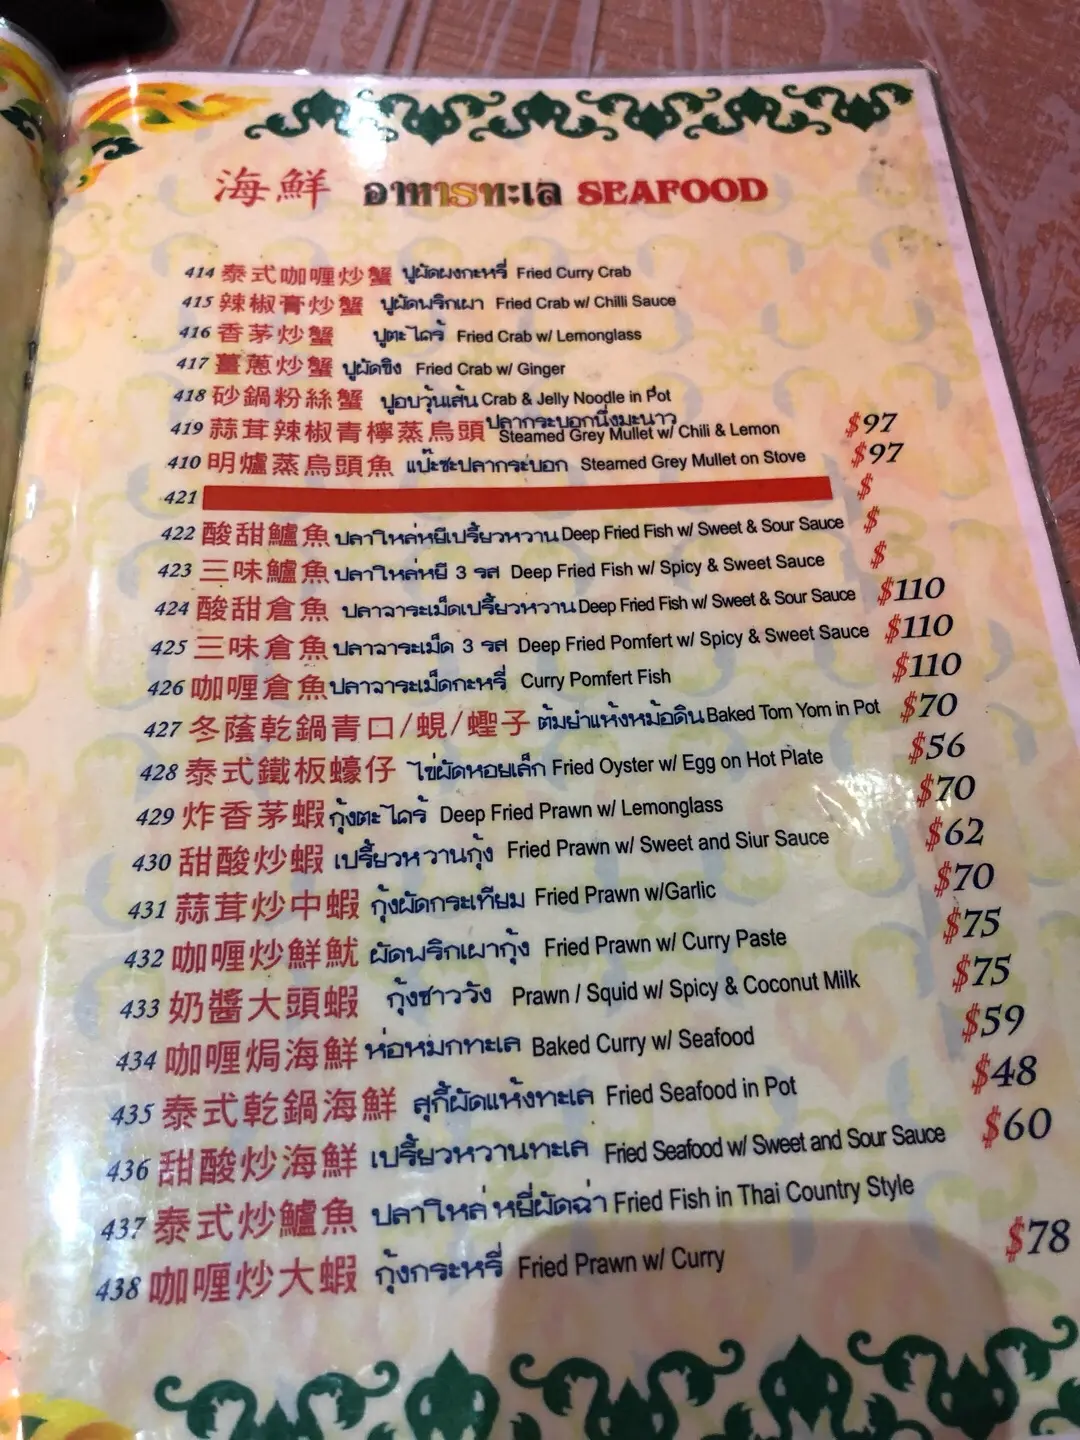 海鮮 อาหารทะเล SEAFOOD
414 泰式咖喱炒蟹 ปูผัดผงกะหรี่ Fried Curry Crab
415 辣椒膏炒蟹 ปูผัดพริกเผา Fried Crab w/ Chilli Sauce
416 香茅炒蟹 ปูตะไคร้ Fried Crab w/ Lemonglass
417 薑蔥炒蟹 ปูผัดขิง Fried Crab w/ Ginger
418 砂鍋粉絲蟹 ปูอบวุ้นเส้น Crab & Jelly Noodle in Pot
419 蒜茸辣椒青檸蒸烏頭 ปลากระบอกนึ่งมะนาว Steamed Grey Mullet w/ Chili & Lemon $97
410 明爐蒸烏頭魚 แป๊ะซะปลากระบอก Steamed Grey Mullet on Stove $97
421 $
422 酸甜鱸魚 ปลาใหล่หยีเปรี้ยวหวาน Deep Fried Fish w/ Sweet & Sour Sauce $
423 三味鱸魚 ปลาใหล่หยี 3 รส Deep Fried Fish w/ Spicy & Sweet Sauce $
424 酸甜倉魚 ปลาจาระเม็ดเปรี้ยวหวาน Deep Fried Fish w/ Sweet & Sour Sauce $110
425 三味倉魚 ปลาจาระเม็ด 3 รส Deep Fried Pomfert w/ Spicy & Sweet Sauce $110
426 咖喱倉魚 ปลาจาระเม็ดกะหรี่ Curry Pomfert Fish $110
427 冬蔭乾鍋青口/蜆/蟶子 ต้มยำแห้งหม้อดิน Baked Tom Yom in Pot $70
428 泰式鐵板蠔仔 ไข่ผัดหอยเล็ก Fried Oyster w/ Egg on Hot Plate $56
429 炸香茅蝦 กุ้งตะไคร้ Deep Fried Prawn w/ Lemonglass $70
430 甜酸炒蝦 เปรี้ยวหวานกุ้ง Fried Prawn w/ Sweet and Siur Sauce $62
431 蒜茸炒中蝦 กุ้งผัดกระเทียม Fried Prawn w/Garlic $70
432 咖喱炒鮮魷 ผัดพริกเผากุ้ง Fried Prawn w/ Curry Paste $75
433 奶醬大頭蝦 กุ้งชาววัง Prawn / Squid w/ Spicy & Coconut Milk $75
434 咖喱焗海鮮 ห่อหมกทะเล Baked Curry w/ Seafood $59
435 泰式乾鍋海鮮 สุกี้ผัดแห้งทะเล Fried Seafood in Pot $48
436 甜酸炒海鮮 เปรี้ยวหวานทะเล Fried Seafood w/ Sweet and Sour Sauce $60
437 泰式炒鱸魚 ปลาใหล่หยี่ผัดฉ่า Fried Fish in Thai Country Style
438 咖喱炒大蝦 กุ้งกระหรี่ Fried Prawn w/ Curry $78